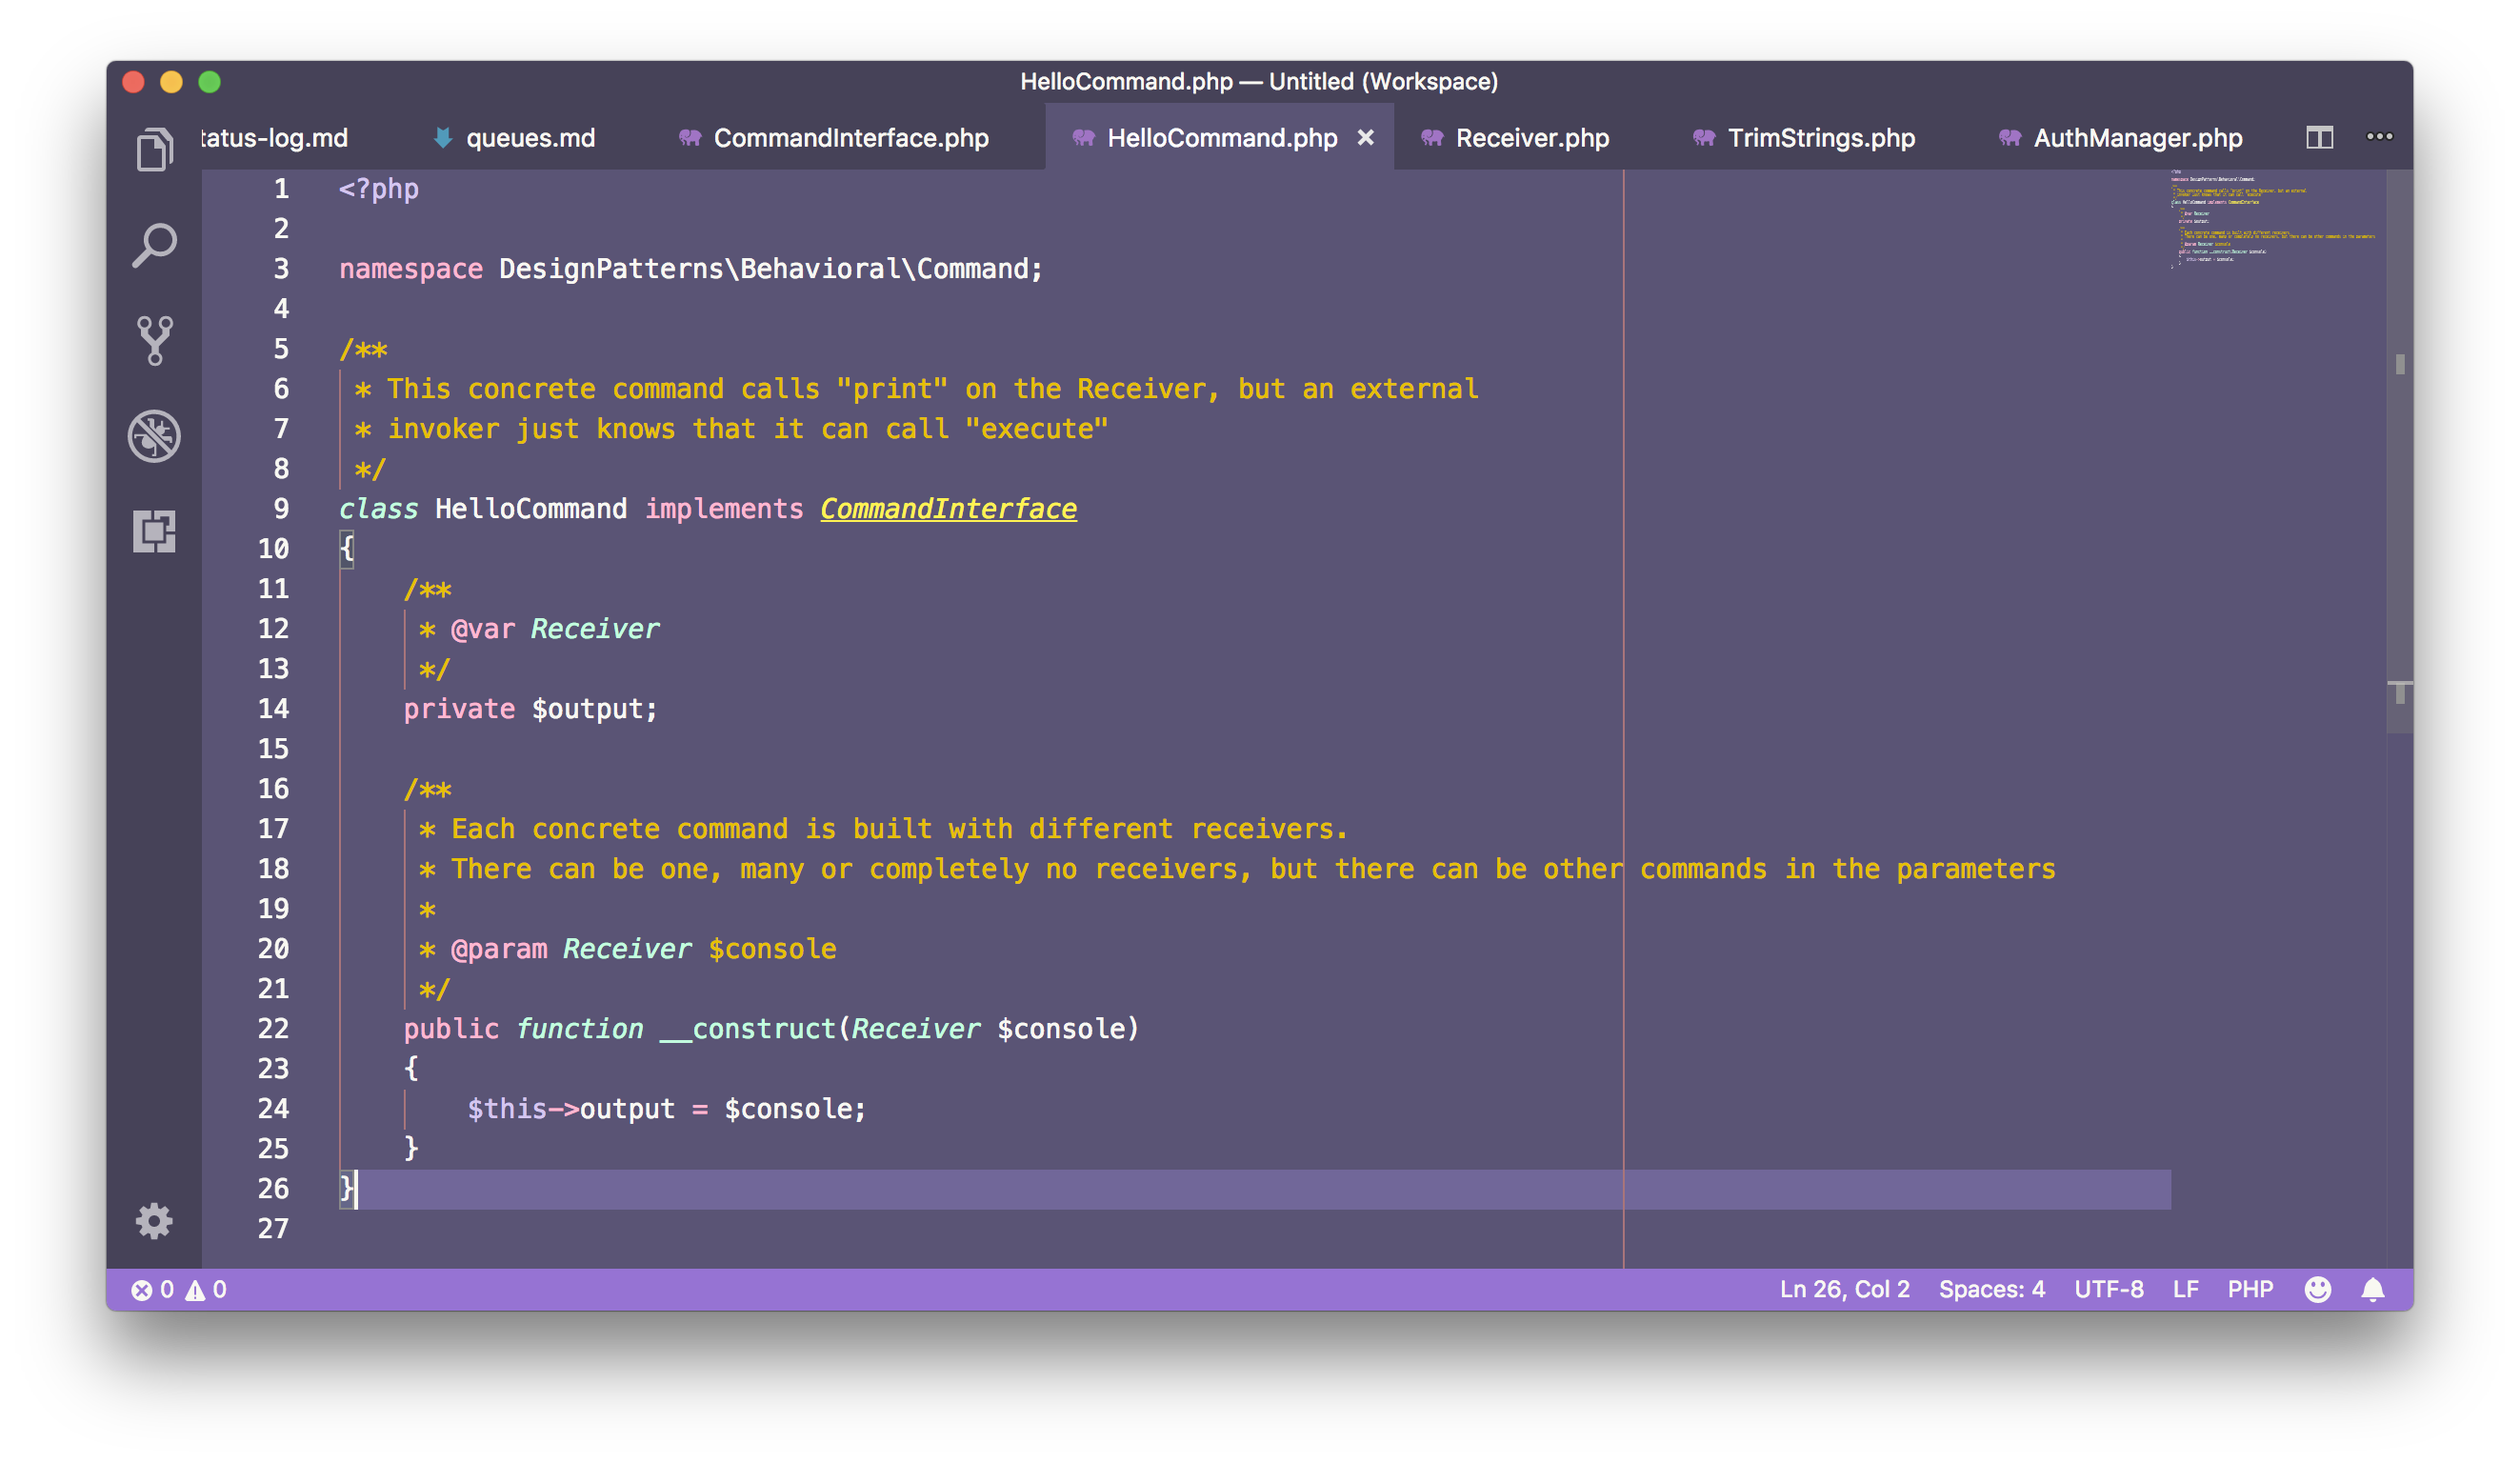 HelloCommand.php — Untitled (Workspace)
tatus-log.md queues.md CommandInterface.php HelloCommand.php Receiver.php TrimStrings.php AuthManager.php
1 <?php
2
3 namespace DesignPatterns\Behavioral\Command;
4
5 /**
6 * This concrete command calls "print" on the Receiver, but an external
7 * invoker just knows that it can call "execute"
8 */
9 class HelloCommand implements CommandInterface
10 {
11 /**
12 * @var Receiver
13 */
14 private $output;
15
16 /**
17 * Each concrete command is built with different receivers.
18 * There can be one, many or completely no receivers, but there can be other commands in the parameters
19 *
20 * @param Receiver $console
21 */
22 public function __construct(Receiver $console)
23 {
24 $this->output = $console;
25 }
26 }
27
0 0 Ln 26, Col 2 Spaces: 4 UTF-8 LF PHP